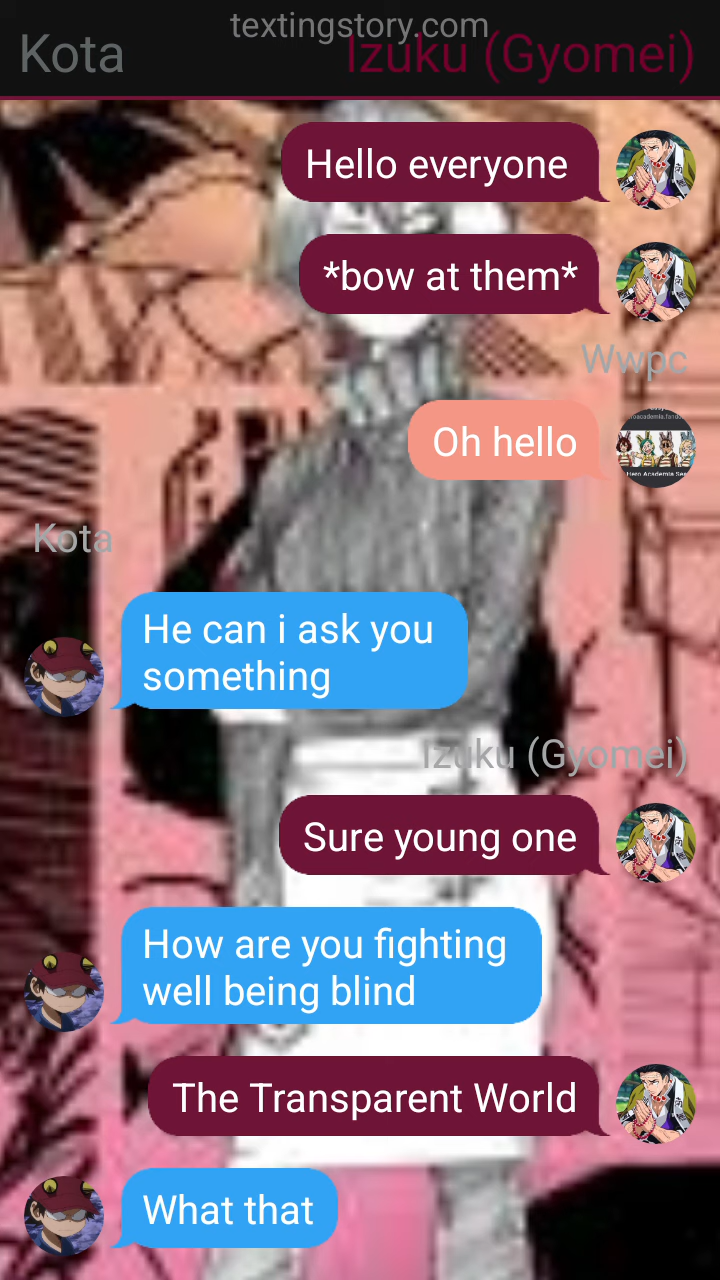 textingstory.com
Kota
Izuku (Gyomei)
Hello everyone
*bow at them*
Wwpc
Oh hello
Kota
He can i ask you
something
Izuku (Gyomei)
Sure young one
How are you fighting
well being blind
The Transparent World
What that